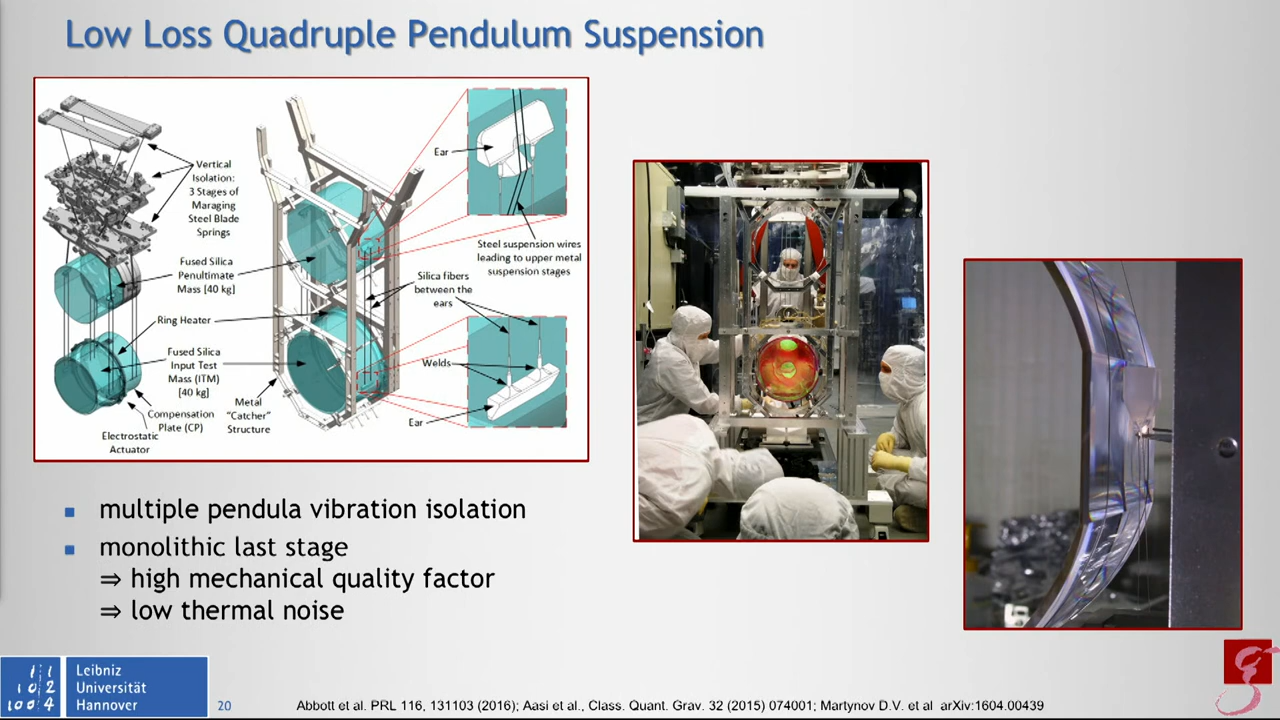 Low Loss Quadruple Pendulum Suspension
Vertical
Isolation:
3 Stages of
Maraging
Steel Blade
Springs
Fused Silica
Penultimate
Mass [40 kg]
Ring Heater
Fused Silica
Input Test
Mass (ITM)
[40 kg]
Compensation
Plate (CP)
Electrostatic
Actuator
Metal
"Catcher"
Structure
Ear
Steel suspension wires
leading to upper metal
suspension stages
Silica fibers
between the
ears
Welds
Ear
multiple pendula vibration isolation
monolithic last stage
⇒ high mechanical quality factor
⇒ low thermal noise
Leibniz
Universität
Hannover
20
Abbott et al. PRL 116, 131103 (2016); Aasi et al., Class. Quant. Grav. 32 (2015) 074001; Martynov D.V. et al arXiv:1604.00439